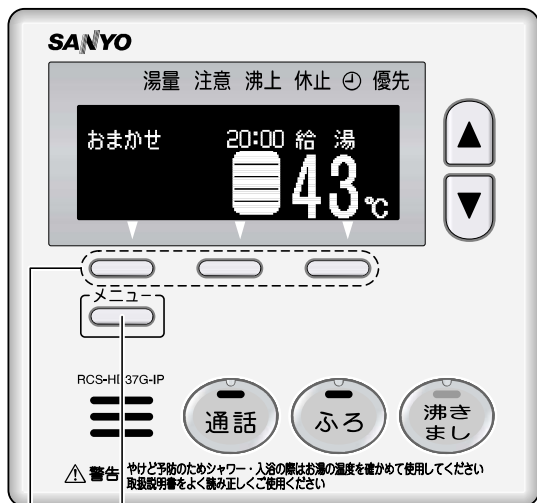 SANYO
湯量 注意 沸上 休止 優先
おまかせ 20:00 給 湯
43℃
メニュー
RCS-HD37G-IP
通話 ふろ 沸きまし
警告 やけど予防のためシャワー・入浴の際はお湯の温度を確かめて使用してください
取扱説明書をよく読み正しくご使用ください